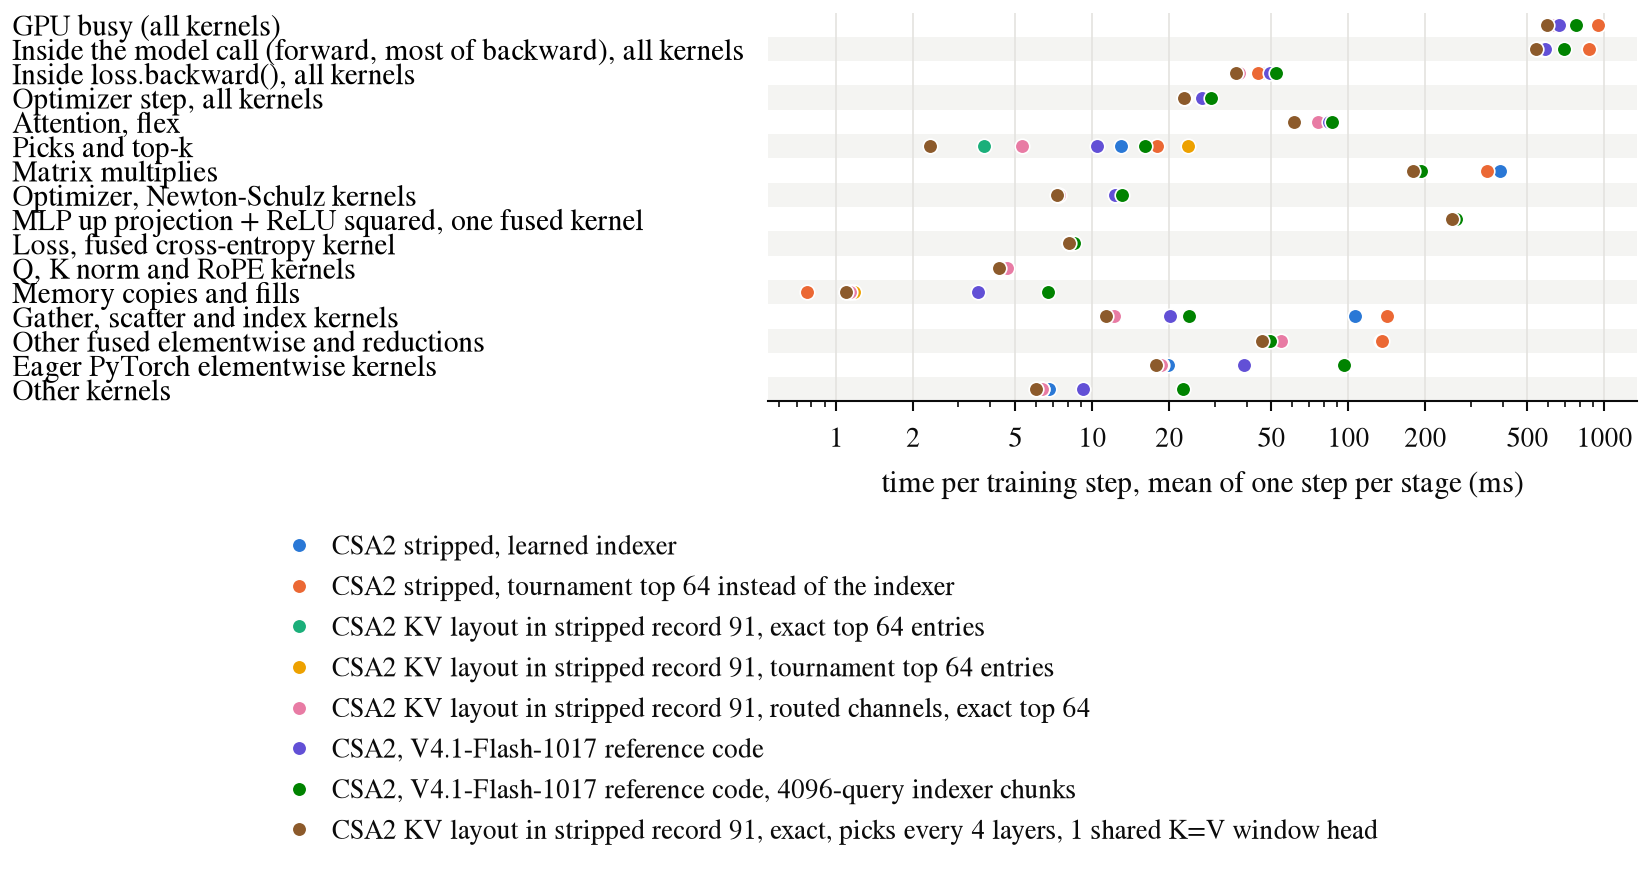 GPU busy (all kernels)
Inside the model call (forward, most of backward), all kernels
Inside loss.backward(), all kernels
Optimizer step, all kernels
Attention, flex
Picks and top-k
Matrix multiplies
Optimizer, Newton-Schulz kernels
MLP up projection + ReLU squared, one fused kernel
Loss, fused cross-entropy kernel
Q, K norm and RoPE kernels
Memory copies and fills
Gather, scatter and index kernels
Other fused elementwise and reductions
Eager PyTorch elementwise kernels
Other kernels
1 2 5 10 20 50 100 200 500 1000
time per training step, mean of one step per stage (ms)
CSA2 stripped, learned indexer
CSA2 stripped, tournament top 64 instead of the indexer
CSA2 KV layout in stripped record 91, exact top 64 entries
CSA2 KV layout in stripped record 91, tournament top 64 entries
CSA2 KV layout in stripped record 91, routed channels, exact top 64
CSA2, V4.1-Flash-1017 reference code
CSA2, V4.1-Flash-1017 reference code, 4096-query indexer chunks
CSA2 KV layout in stripped record 91, exact, picks every 4 layers, 1 shared K=V window head